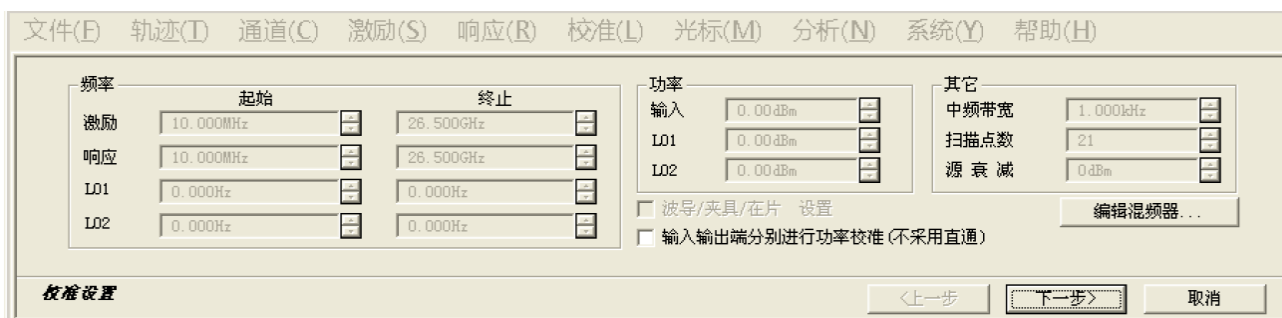 文件(F) 轨迹(T) 通道(C) 激励(S) 响应(R) 校准(L) 光标(M) 分析(N) 系统(Y) 帮助(H)
频率
起始 终止
激励 10.000MHz 26.500GHz
响应 10.000MHz 26.500GHz
LO1 0.000Hz 0.000Hz
LO2 0.000Hz 0.000Hz
功率
输入 0.00dBm
LO1 0.00dBm
LO2 0.00dBm
其它
中频带宽 1.000kHz
扫描点数 21
源衰减 0dBm
波导/夹具/在片 设置
输入输出端分别进行功率校准(不采用直通)
编辑混频器...
校准设置
<上一步 下一步> 取消